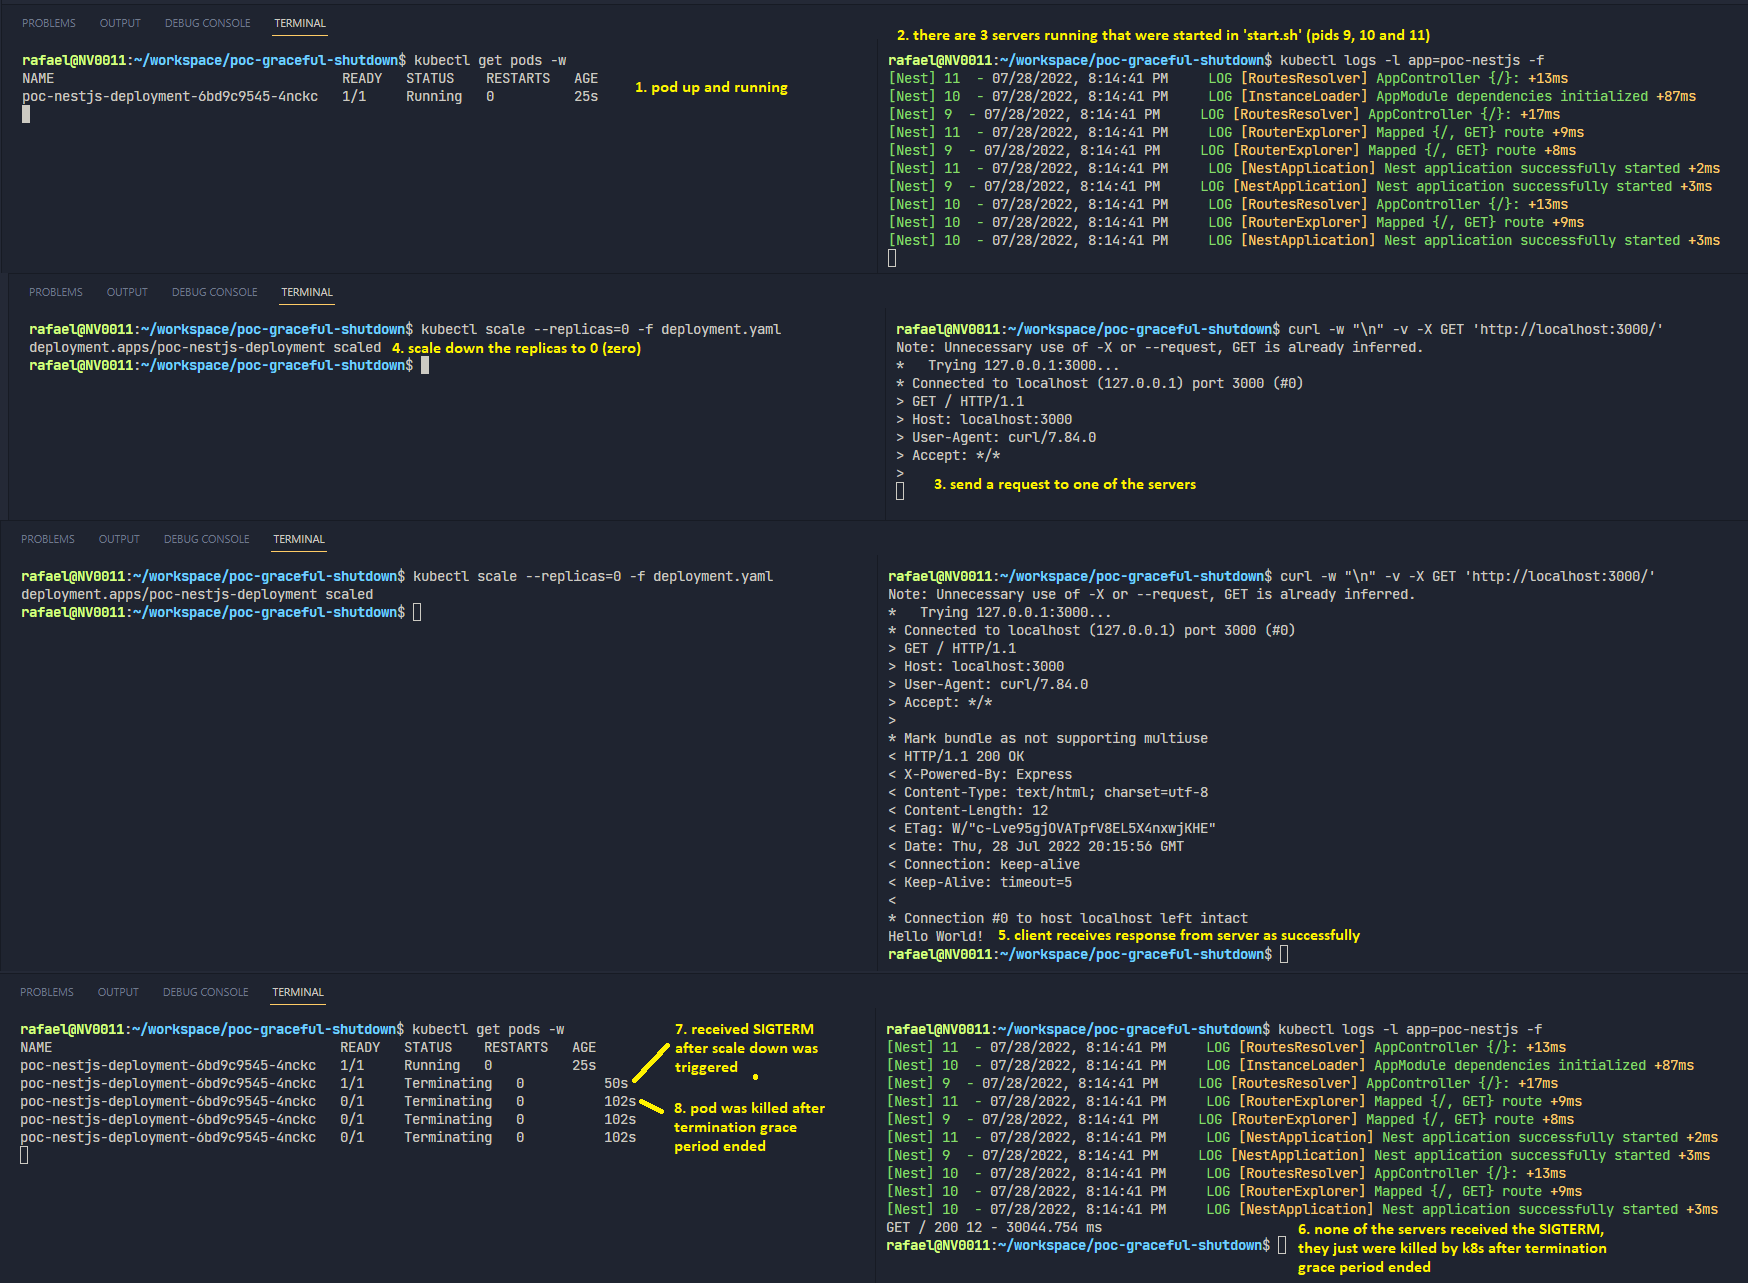 PROBLEMS OUTPUT DEBUG CONSOLE TERMINAL
rafael@NV0011:~/workspace/poc-graceful-shutdown$ kubectl get pods -w
NAME READY STATUS RESTARTS AGE
poc-nestjs-deployment-6bd9c9545-4nckc 1/1 Running 0 25s
1. pod up and running
2. there are 3 servers running that were started in 'start.sh' (pids 9, 10 and 11)
rafael@NV0011:~/workspace/poc-graceful-shutdown$ kubectl logs -l app=poc-nestjs -f
[Nest] 11  - 07/28/2022, 8:14:41 PM     LOG [RoutesResolver] AppController {/}: +13ms
[Nest] 10  - 07/28/2022, 8:14:41 PM     LOG [InstanceLoader] AppModule dependencies initialized +87ms
[Nest] 9  - 07/28/2022, 8:14:41 PM     LOG [RoutesResolver] AppController {/}: +17ms
[Nest] 11  - 07/28/2022, 8:14:41 PM     LOG [RouterExplorer] Mapped {/, GET} route +9ms
[Nest] 9  - 07/28/2022, 8:14:41 PM     LOG [RouterExplorer] Mapped {/, GET} route +8ms
[Nest] 11  - 07/28/2022, 8:14:41 PM     LOG [NestApplication] Nest application successfully started +2ms
[Nest] 9  - 07/28/2022, 8:14:41 PM     LOG [NestApplication] Nest application successfully started +3ms
[Nest] 10  - 07/28/2022, 8:14:41 PM     LOG [RoutesResolver] AppController {/}: +13ms
[Nest] 10  - 07/28/2022, 8:14:41 PM     LOG [RouterExplorer] Mapped {/, GET} route +9ms
[Nest] 10  - 07/28/2022, 8:14:41 PM     LOG [NestApplication] Nest application successfully started +3ms
PROBLEMS OUTPUT DEBUG CONSOLE TERMINAL
rafael@NV0011:~/workspace/poc-graceful-shutdown$ kubectl scale --replicas=0 -f deployment.yaml
deployment.apps/poc-nestjs-deployment scaled
4. scale down the replicas to 0 (zero)
rafael@NV0011:~/workspace/poc-graceful-shutdown$
rafael@NV0011:~/workspace/poc-graceful-shutdown$ curl -w "\n" -v -X GET 'http://localhost:3000/'
Note: Unnecessary use of -X or --request, GET is already inferred.
*   Trying 127.0.0.1:3000...
* Connected to localhost (127.0.0.1) port 3000 (#0)
> GET / HTTP/1.1
> Host: localhost:3000
> User-Agent: curl/7.84.0
> Accept: */*
>
3. send a request to one of the servers
PROBLEMS OUTPUT DEBUG CONSOLE TERMINAL
rafael@NV0011:~/workspace/poc-graceful-shutdown$ kubectl scale --replicas=0 -f deployment.yaml
deployment.apps/poc-nestjs-deployment scaled
rafael@NV0011:~/workspace/poc-graceful-shutdown$
rafael@NV0011:~/workspace/poc-graceful-shutdown$ curl -w "\n" -v -X GET 'http://localhost:3000/'
Note: Unnecessary use of -X or --request, GET is already inferred.
*   Trying 127.0.0.1:3000...
* Connected to localhost (127.0.0.1) port 3000 (#0)
> GET / HTTP/1.1
> Host: localhost:3000
> User-Agent: curl/7.84.0
> Accept: */*
>
* Mark bundle as not supporting multiuse
< HTTP/1.1 200 OK
< X-Powered-By: Express
< Content-Type: text/html; charset=utf-8
< Content-Length: 12
< ETag: W/"c-Lve95gjOVATpfV8EL5X4nxwjKHE"
< Date: Thu, 28 Jul 2022 20:15:56 GMT
< Connection: keep-alive
< Keep-Alive: timeout=5
<
* Connection #0 to host localhost left intact
Hello World!
5. client receives response from server as successfully
rafael@NV0011:~/workspace/poc-graceful-shutdown$
PROBLEMS OUTPUT DEBUG CONSOLE TERMINAL
rafael@NV0011:~/workspace/poc-graceful-shutdown$ kubectl get pods -w
NAME READY STATUS RESTARTS AGE
poc-nestjs-deployment-6bd9c9545-4nckc 1/1 Running 0 25s
poc-nestjs-deployment-6bd9c9545-4nckc 1/1 Terminating 0 50s
poc-nestjs-deployment-6bd9c9545-4nckc 0/1 Terminating 0 102s
poc-nestjs-deployment-6bd9c9545-4nckc 0/1 Terminating 0 102s
poc-nestjs-deployment-6bd9c9545-4nckc 0/1 Terminating 0 102s
7. received SIGTERM
after scale down was
triggered
8. pod was killed after
termination grace
period ended
rafael@NV0011:~/workspace/poc-graceful-shutdown$ kubectl logs -l app=poc-nestjs -f
[Nest] 11  - 07/28/2022, 8:14:41 PM     LOG [RoutesResolver] AppController {/}: +13ms
[Nest] 10  - 07/28/2022, 8:14:41 PM     LOG [InstanceLoader] AppModule dependencies initialized +87ms
[Nest] 9  - 07/28/2022, 8:14:41 PM     LOG [RoutesResolver] AppController {/}: +17ms
[Nest] 11  - 07/28/2022, 8:14:41 PM     LOG [RouterExplorer] Mapped {/, GET} route +9ms
[Nest] 9  - 07/28/2022, 8:14:41 PM     LOG [RouterExplorer] Mapped {/, GET} route +8ms
[Nest] 11  - 07/28/2022, 8:14:41 PM     LOG [NestApplication] Nest application successfully started +2ms
[Nest] 9  - 07/28/2022, 8:14:41 PM     LOG [NestApplication] Nest application successfully started +3ms
[Nest] 10  - 07/28/2022, 8:14:41 PM     LOG [RoutesResolver] AppController {/}: +13ms
[Nest] 10  - 07/28/2022, 8:14:41 PM     LOG [RouterExplorer] Mapped {/, GET} route +9ms
[Nest] 10  - 07/28/2022, 8:14:41 PM     LOG [NestApplication] Nest application successfully started +3ms
GET / 200 12 - 30044.754 ms
rafael@NV0011:~/workspace/poc-graceful-shutdown$
6. none of the servers received the SIGTERM,
they just were killed by k8s after termination
grace period ended